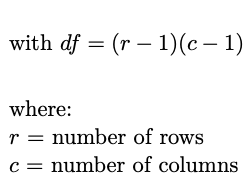 with df = (r − 1)(c − 1)
where:
r = number of rows
c = number of columns